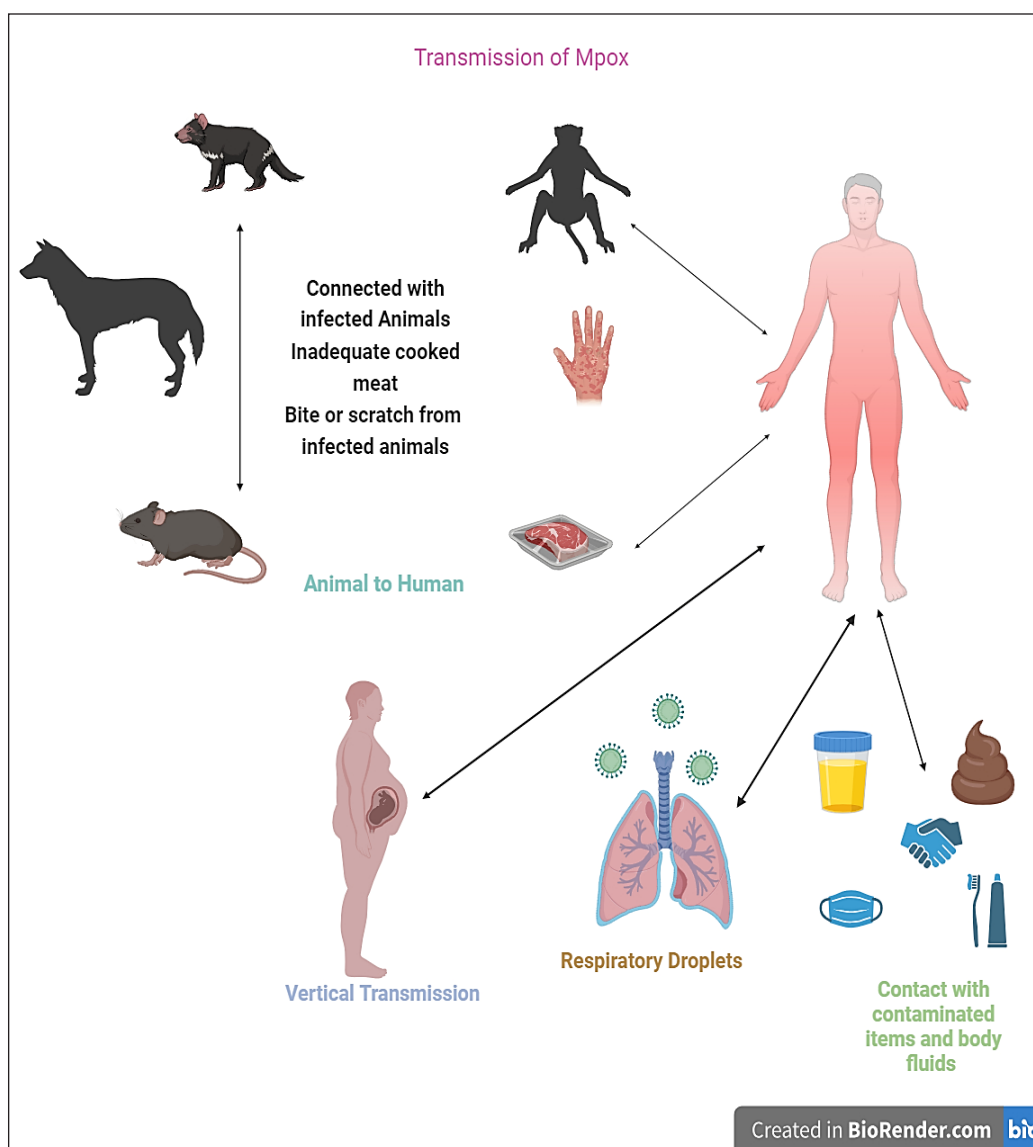 Transmission of Mpox
Connected with
infected Animals
Inadequate cooked
meat
Bite or scratch from
infected animals
Animal to Human
Vertical Transmission
Respiratory Droplets
Contact with
contaminated
items and body
fluids
Created in BioRender.com bio